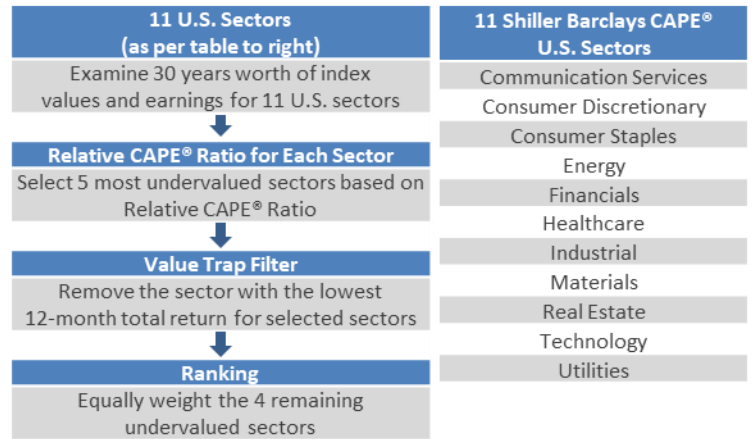 11 U.S. Sectors
(as per table to right)
Examine 30 years worth of index
values and earnings for 11 U.S. sectors
Relative CAPE® Ratio for Each Sector
Select 5 most undervalued sectors based on
Relative CAPE® Ratio
Value Trap Filter
Remove the sector with the lowest
12-month total return for selected sectors
Ranking
Equally weight the 4 remaining
undervalued sectors
11 Shiller Barclays CAPE®
U.S. Sectors
Communication Services
Consumer Discretionary
Consumer Staples
Energy
Financials
Healthcare
Industrial
Materials
Real Estate
Technology
Utilities